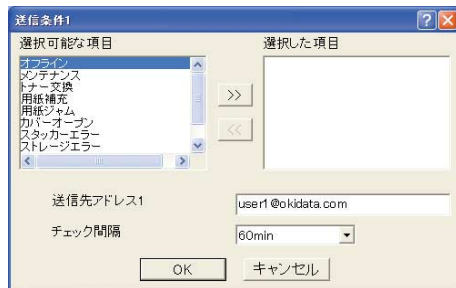 送信条件1
選択可能な項目
選択した項目
オフライン
メンテナンス
トナー交換
用紙補充
用紙ジャム
カバーオープン
スタッカーエラー
ストレージエラー
>>
<<
送信先アドレス1
user1@okidata.com
チェック間隔
60min
OK
キャンセル